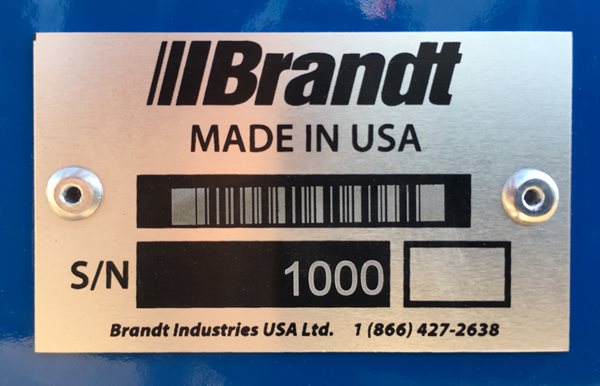 Brandt
MADE IN USA
S/N 1000
Brandt Industries USA Ltd. 1 (866) 427-2638